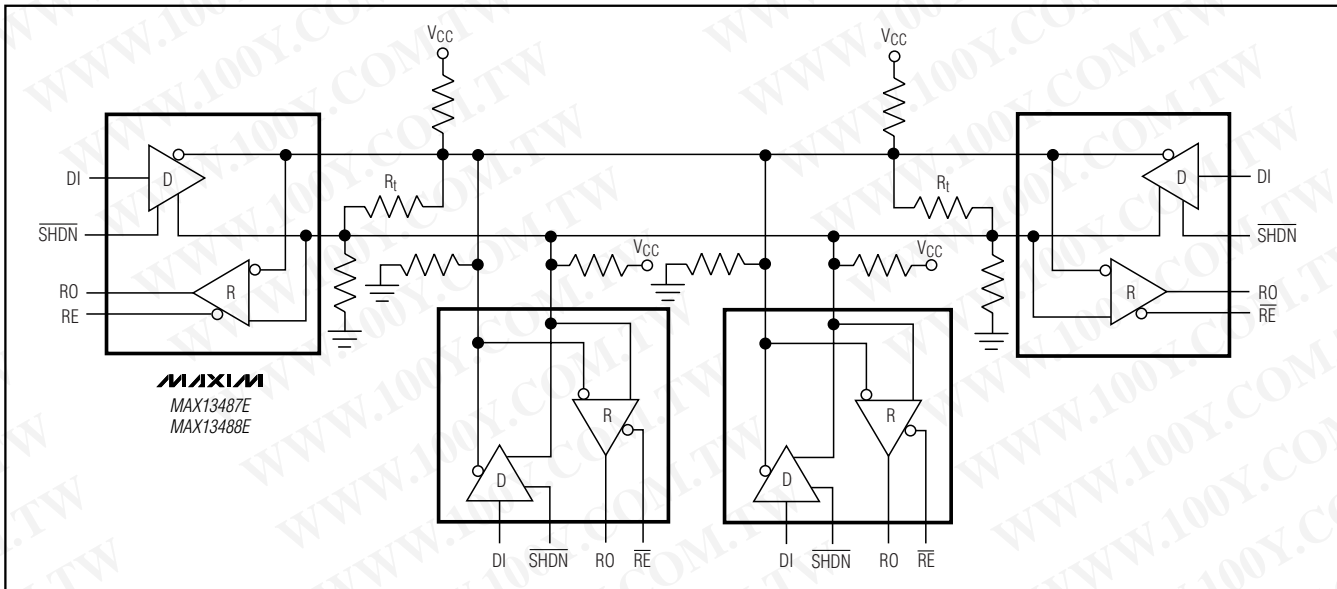 VCC
VCC
DI
D
Rt
SHDN
RO
R
RE
MAXIM
MAX13487E
MAX13488E
VCC
VCC
R
D
DI
SHDN
RO
RE
R
D
DI
SHDN
RO
RE
Rt
D
DI
SHDN
R
RO
RE
WWW.100Y.COM.TW